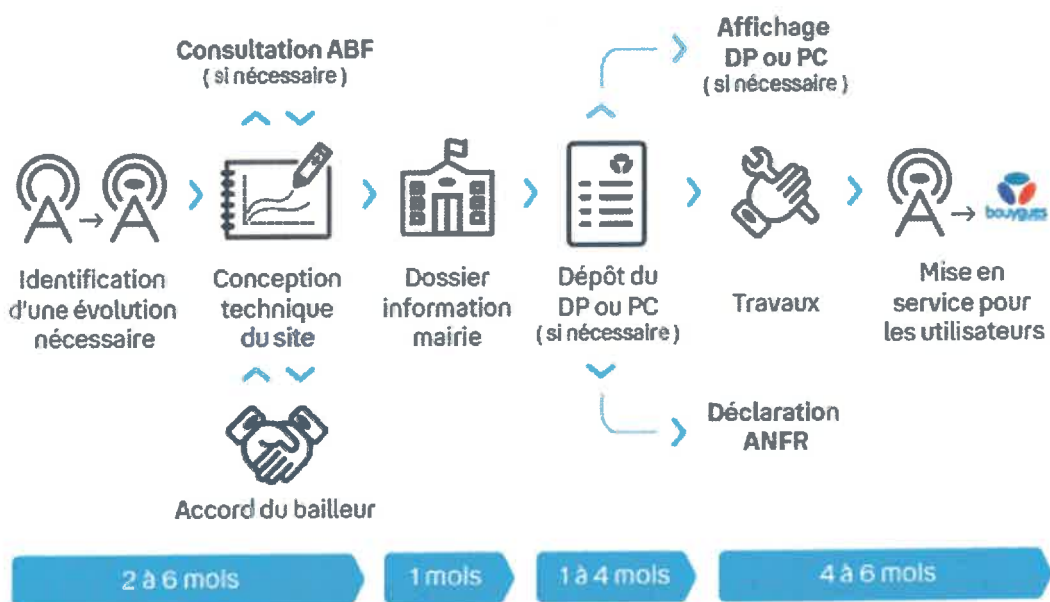 Consultation ABF
( si nécessaire )
Affichage
DP ou PC
( si nécessaire )
bouygues
Identification
d'une évolution
nécessaire
Conception
technique
du site
Dossier
information
mairie
Dépôt du
DP ou PC
( si nécessaire )
Travaux
Mise en
service pour
les utilisateurs
Accord du bailleur
Déclaration
ANFR
2 à 6 mois
1 mois
1 à 4 mois
4 à 6 mois